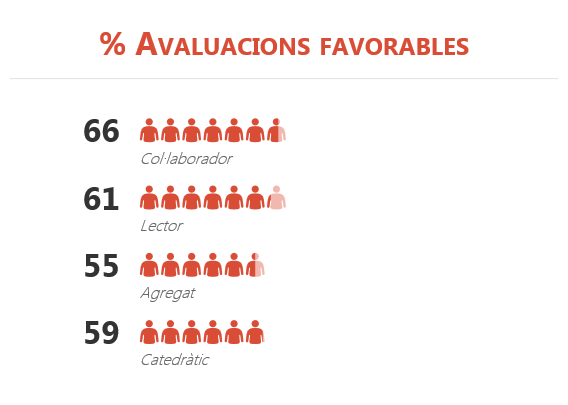 % Avaluacions favorables
66
Col·laborador
61
Lector
55
Agregat
59
Catedràtic